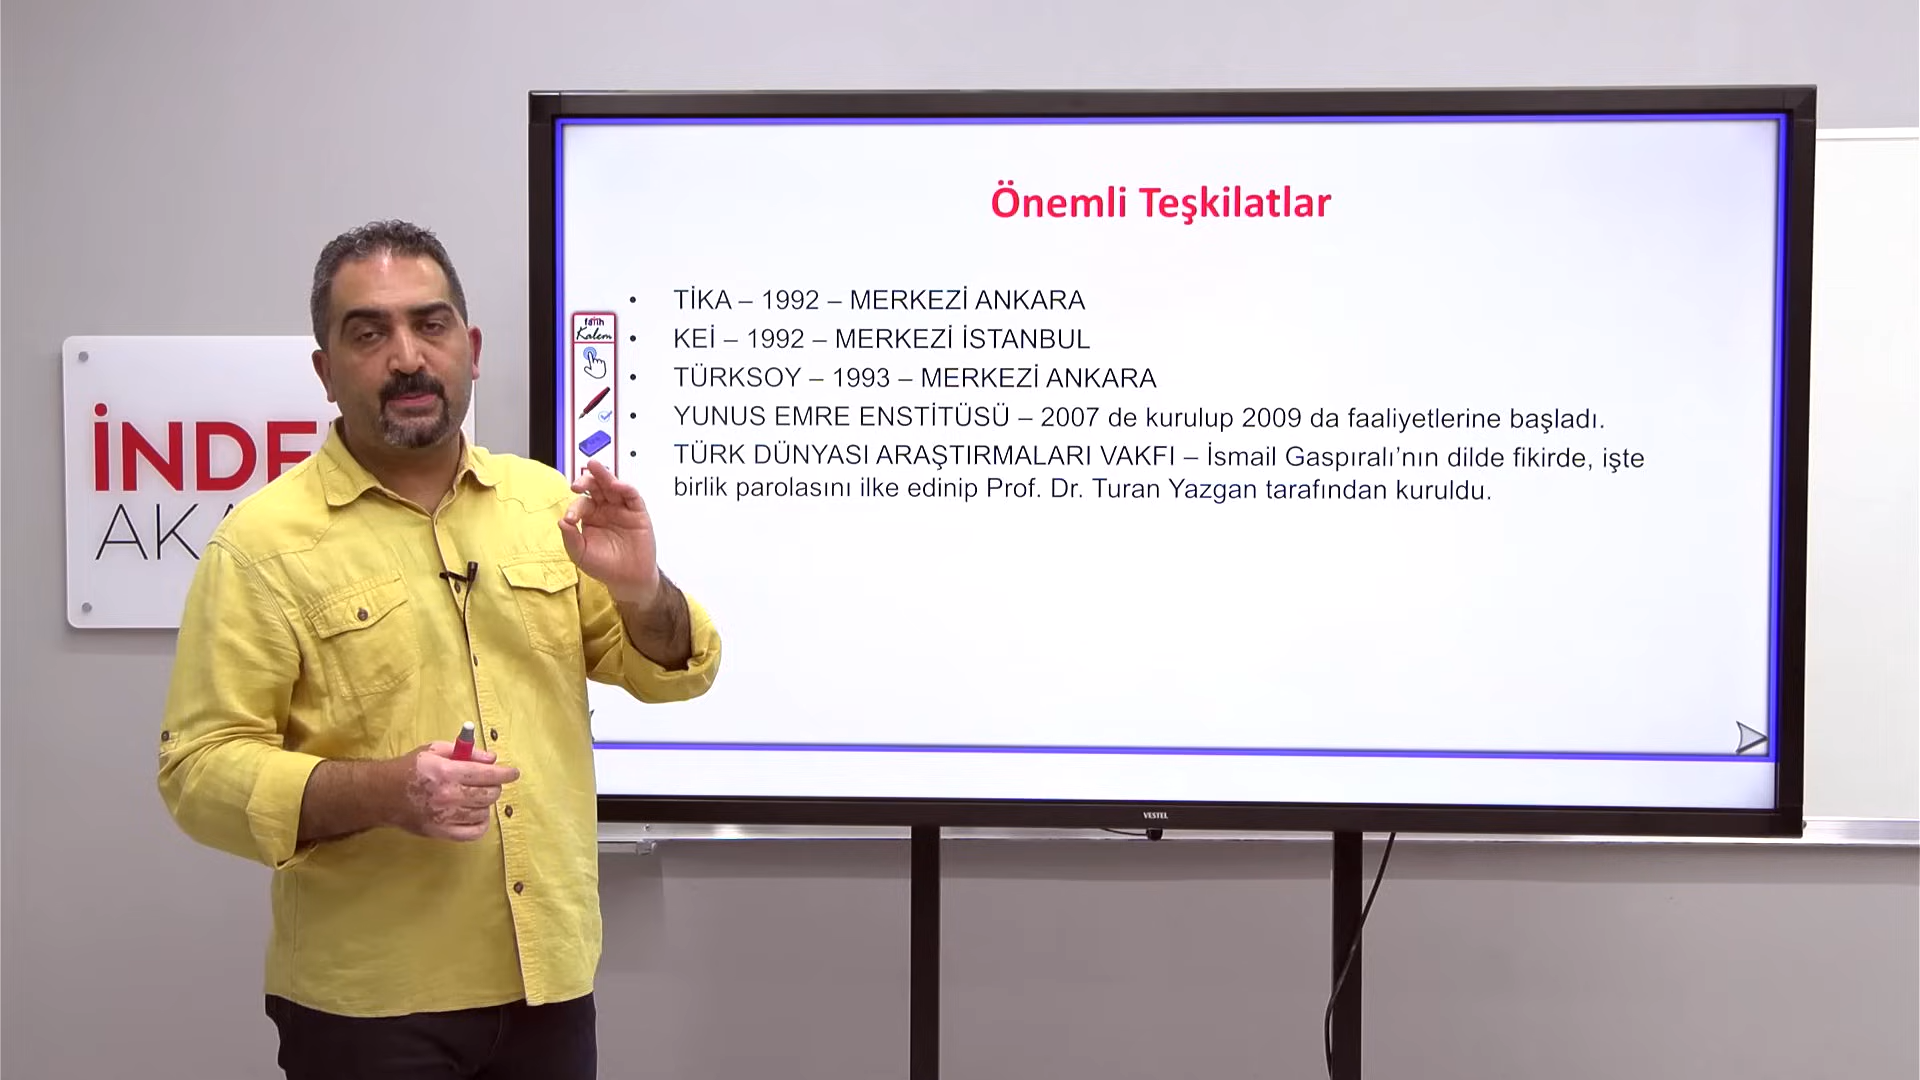 Önemli Teşkilatlar
• TİKA – 1992 – MERKEZİ ANKARA
• KEİ – 1992 – MERKEZİ İSTANBUL
• TÜRKSOY – 1993 – MERKEZİ ANKARA
• YUNUS EMRE ENSTİTÜSÜ – 2007 de kurulup 2009 da faaliyetlerine başladı.
• TÜRK DÜNYASI ARAŞTIRMALARI VAKFI – İsmail Gaspıralı’nın dilde fikirde, işte
birlik parolasını ilke edinip Prof. Dr. Turan Yazgan tarafından kuruldu.
fatih
Kalem
İNDE
AKA
VESTEL